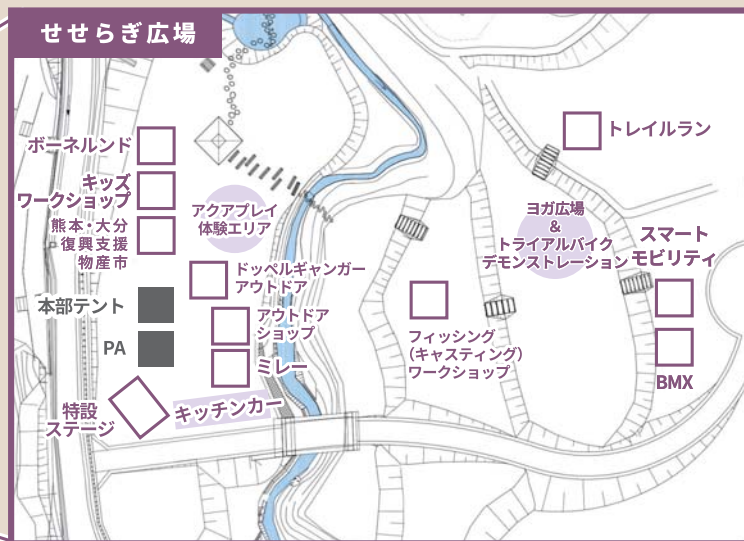 せせらぎ広場
トレイルラン
ボーネルンド
キッズ
ワークショップ
熊本・大分
復興支援
物産市
アクアプレイ
体験エリア
ヨガ広場
&
トライアルバイク
デモンストレーション
スマート
モビリティ
ドッペルギャンガー
アウトドア
本部テント
アウトドア
ショップ
PA
ミレー
フィッシング
（キャスティング）
ワークショップ
BMX
特設
ステージ
キッチンカー